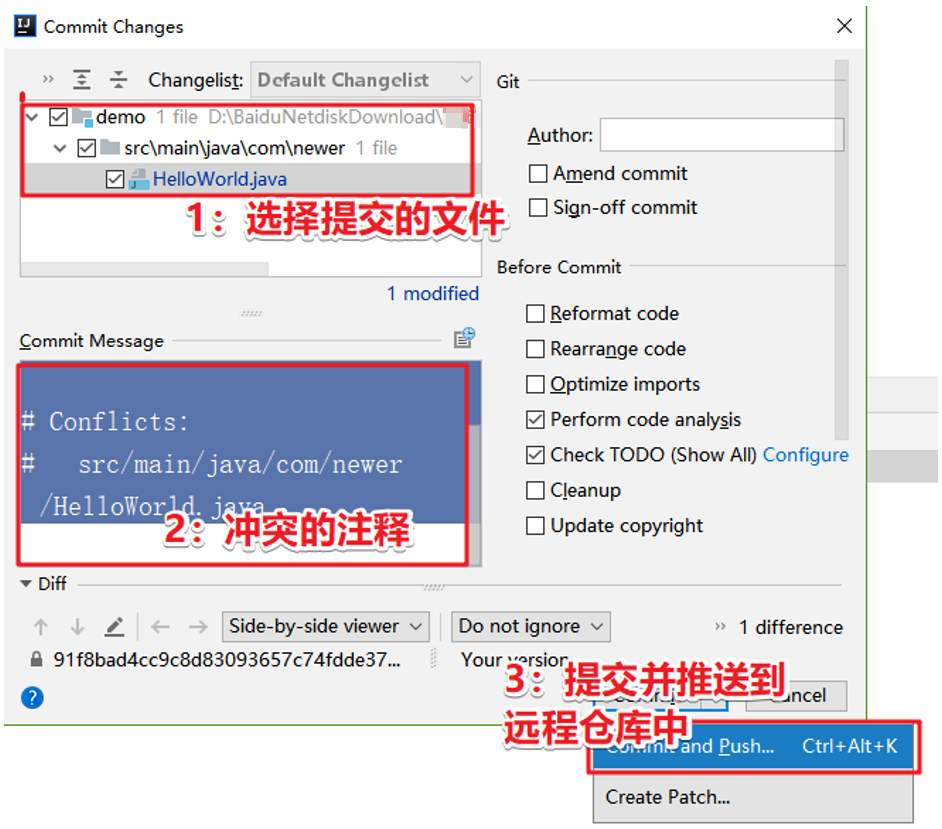 Commit Changes
Changelist: Default Changelist
demo 1 file D:\BaiduNetdiskDownload\
src\main\java\com\newer 1 file
HelloWorld.java
1：选择提交的文件
1 modified
Commit Message
# Conflicts:
# src/main/java/com/newer
/HelloWorld.java
2：冲突的注释
Git
Author:
Amend commit
Sign-off commit
Before Commit
Reformat code
Rearrange code
Optimize imports
Perform code analysis
Check TODO (Show All) Configure
Cleanup
Update copyright
Diff
Side-by-side viewer Do not ignore 1 difference
91f8bad4cc9c8d83093657c74fdde37... Your version
3：提交并推送到
远程仓库中
Cancel
Commit and Push... Ctrl+Alt+K
Create Patch...